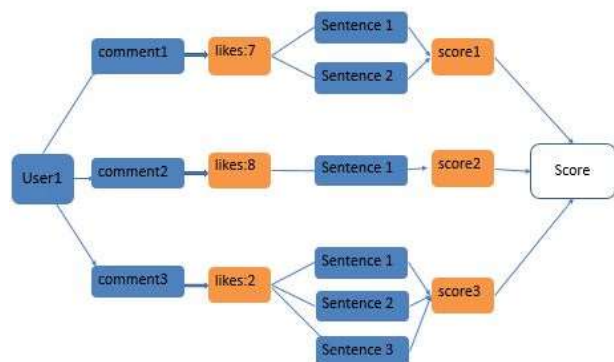 comment1
likes:7
Sentence 1
Sentence 2
score1
User1
comment2
likes:8
Sentence 1
score2
Score
comment3
likes:2
Sentence 1
Sentence 2
Sentence 3
score3